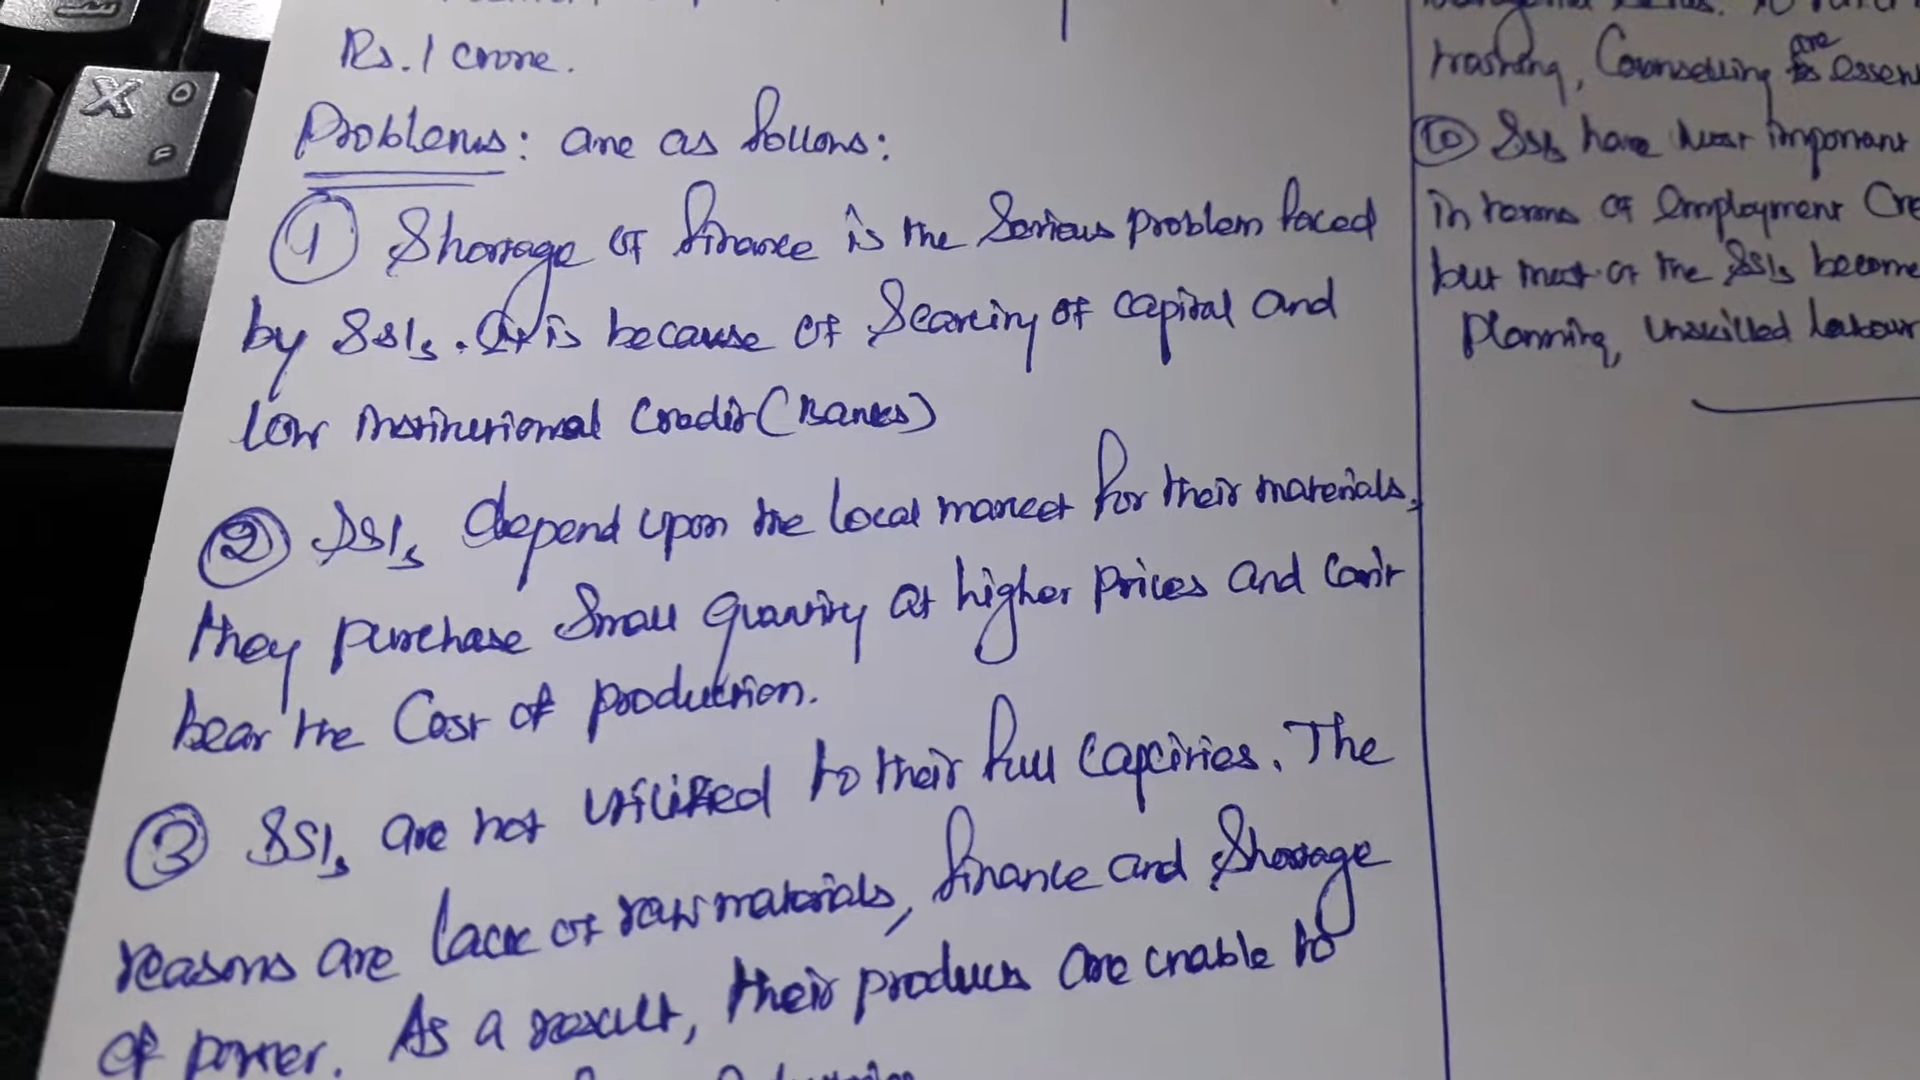 Rs. 1 crore.
Problems: are as follows:
① Shortage of finance is the Serious problem faced
by SSIs. It is because of Scarcity of capital and
low institutional Credit (Banks)
② SSIs depend upon the local market for their materials.
they purchase Small quantity at higher prices and can't
bear the Cost of production.
③ SSIs are not utilized to their full capcities. The
reasons are lack of raw materials, finance and Shortage
of power. As a result, their products are unable to
Counselling are essen
⑩ SSIs have most important
in terms of Employment Cre
but most of the SSIs become
Planning, unskilled labour
X